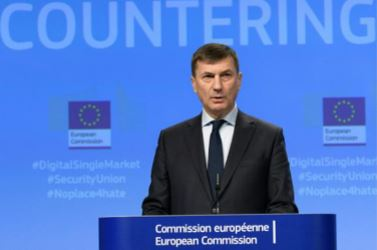 COUNTERING
European
Commission
#DigitalSingleMarket
#SecurityUnion
#Noplace4hate
European
Commission
#DigitalSingleMarket
#SecurityUnion
#Noplace4hate
Commission européenne
European Commission